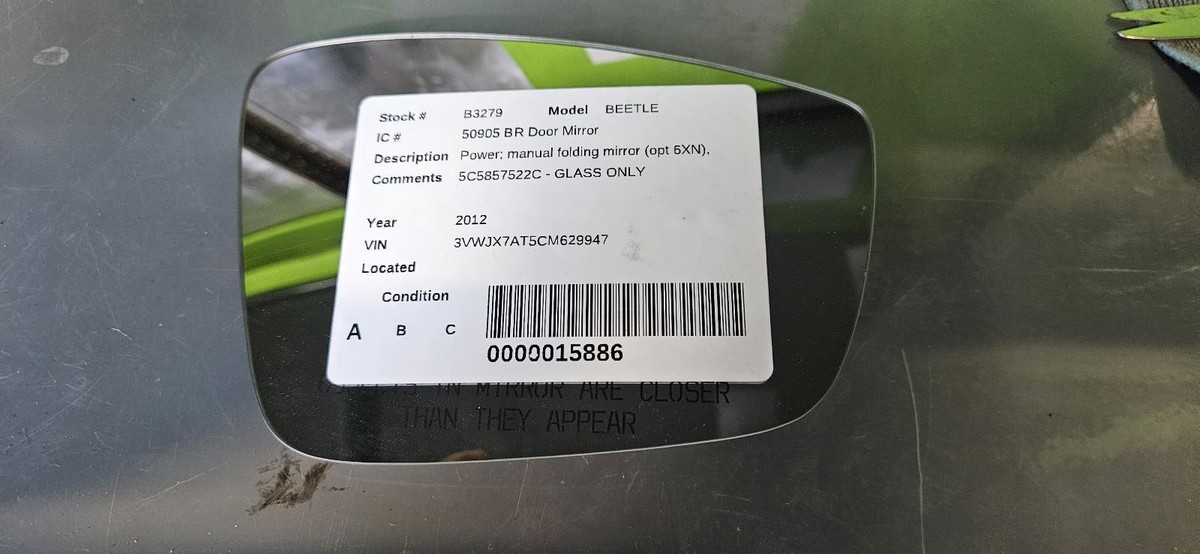 Stock # B3279 Model BEETLE
IC # 50905 BR Door Mirror
Description Power; manual folding mirror (opt 6XN),
Comments 5C5857522C - GLASS ONLY
Year 2012
VIN 3VWJX7AT5CM629947
Located
Condition
A B C
0000015886
IN MIRROR ARE CLOSER
THAN THEY APPEAR